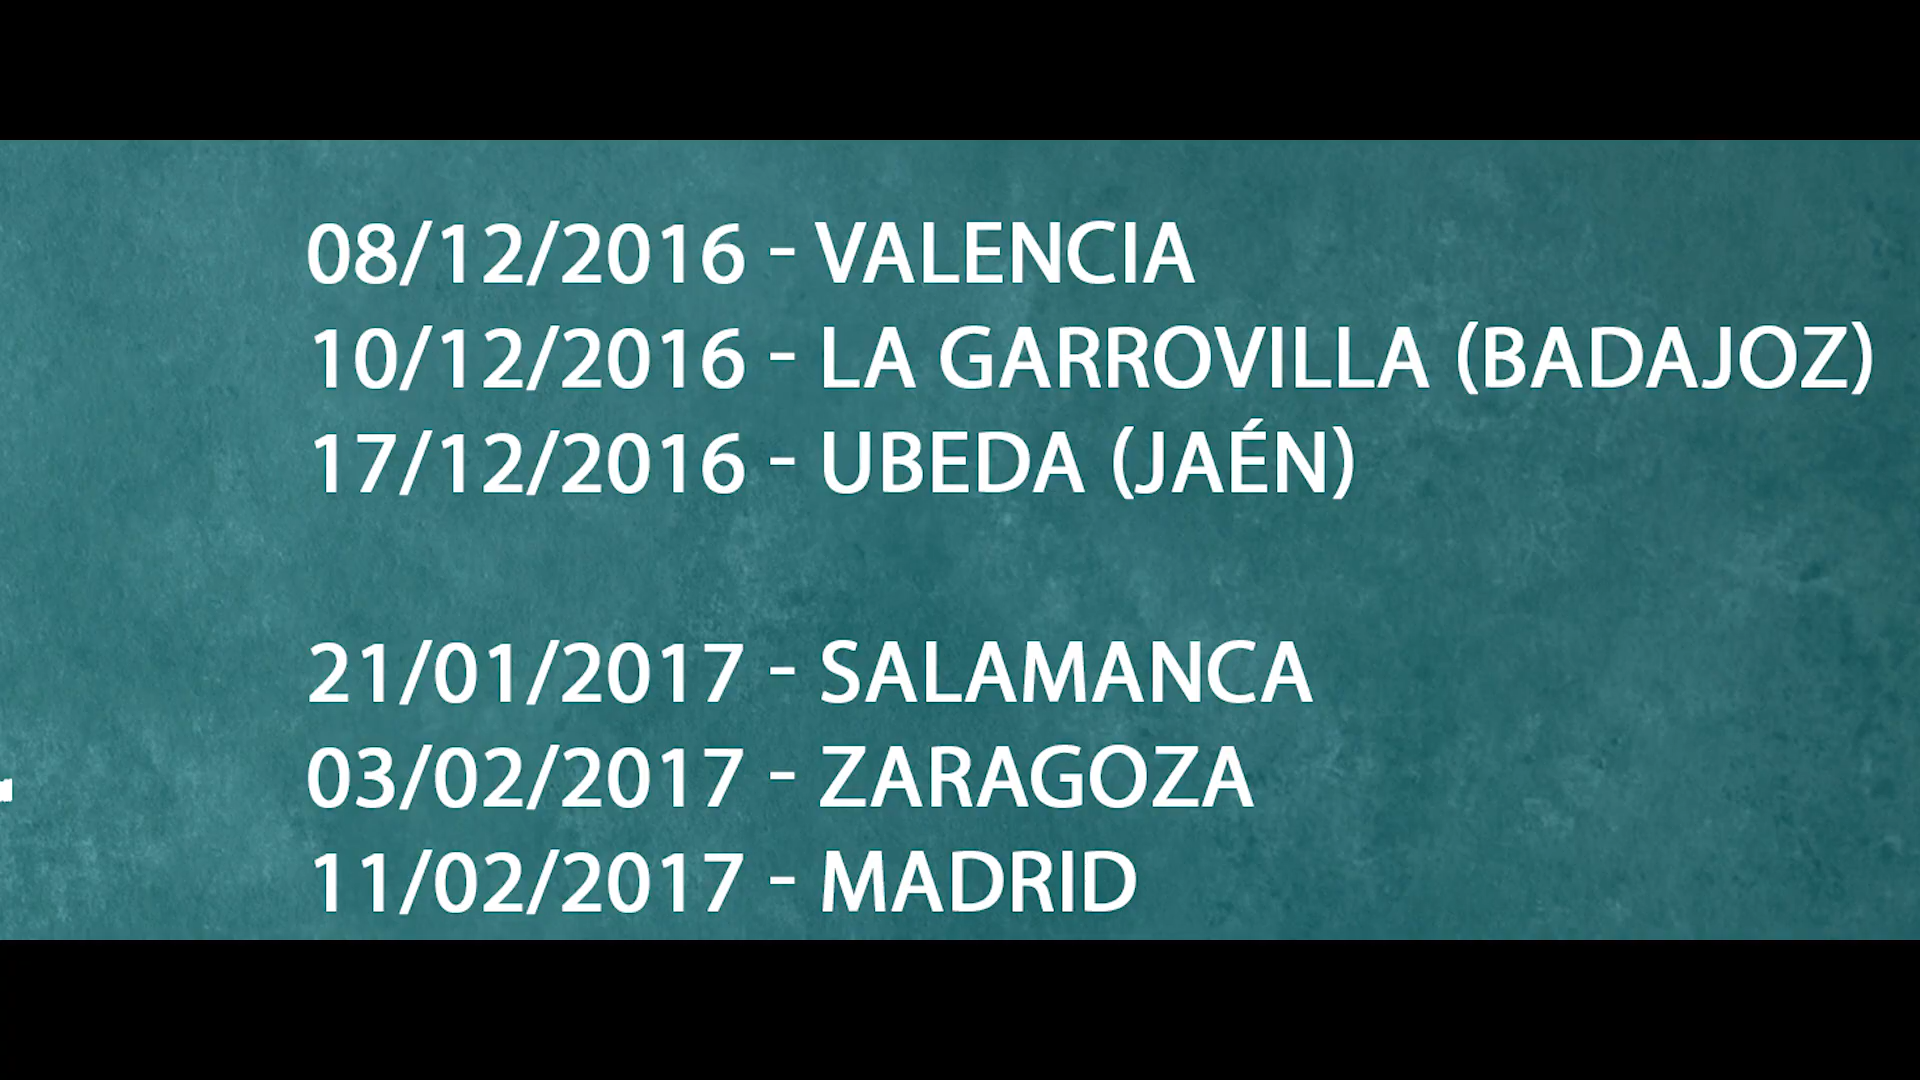 08/12/2016 - VALENCIA
10/12/2016 - LA GARROVILLA (BADAJOZ)
17/12/2016 - UBEDA (JAÉN)
21/01/2017 - SALAMANCA
03/02/2017 - ZARAGOZA
11/02/2017 - MADRID